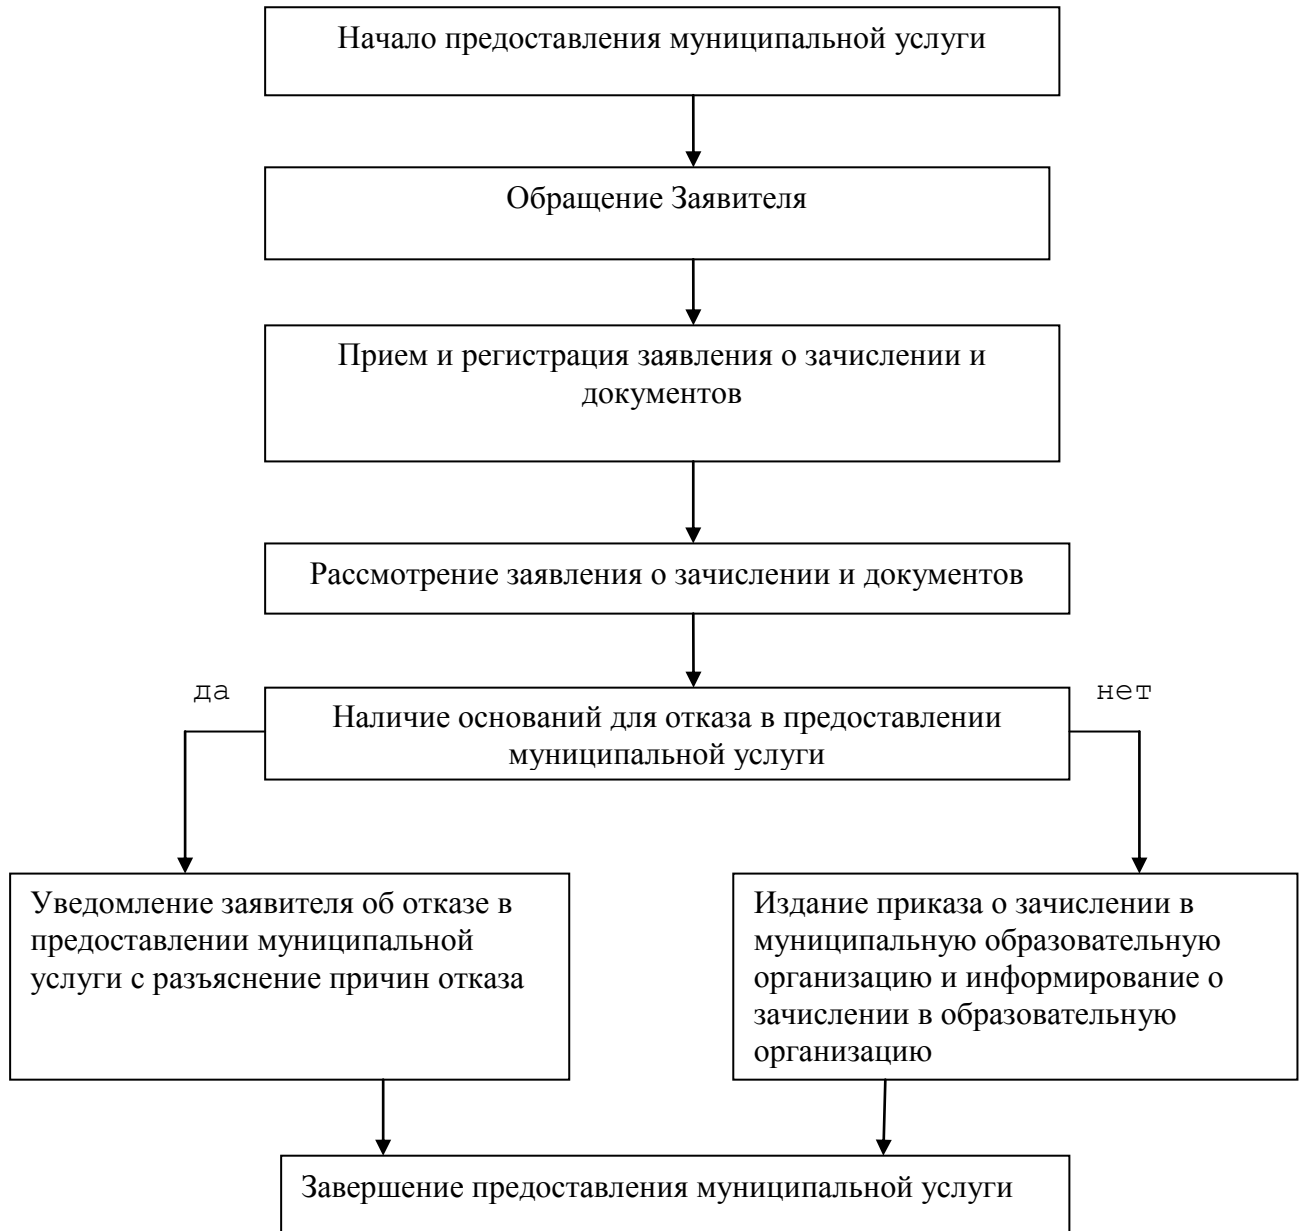 Начало предоставления муниципальной услуги
Обращение Заявителя
Прием и регистрация заявления о зачислении и
документов
Рассмотрение заявления о зачислении и документов
да
нет
Наличие оснований для отказа в предоставлении
муниципальной услуги
Уведомление заявителя об отказе в
предоставлении муниципальной
услуги с разъяснение причин отказа
Издание приказа о зачислении в
муниципальную образовательную
организацию и информирование о
зачислении в образовательную
организацию
Завершение предоставления муниципальной услуги